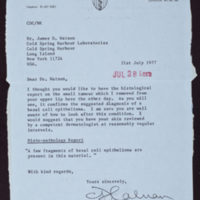 CDC/HW
Dr. James D. Watson
Cold Spring Harbor Laboratories
Cold Spring Harbor
Long Island
New York 11724
USA.
21st July 1977
JUL 28
Dear Dr. Watson,
I thought you would like to have the histological
report on the small tumour which I removed from
your upper lip here the other day. As you will
see, it confirms the suggested diagnosis of a
basal cell epithelioma. I am sure you are well
aware of how to look after this condition. I
would suggest that you have your skin reviewed
by a competent dermatologist at reasonably regular
intervals.
Histo-pathology Report
"A few fragments of basal cell epithelioma are
present in this material."
With kind regards,
Yours sincerely,